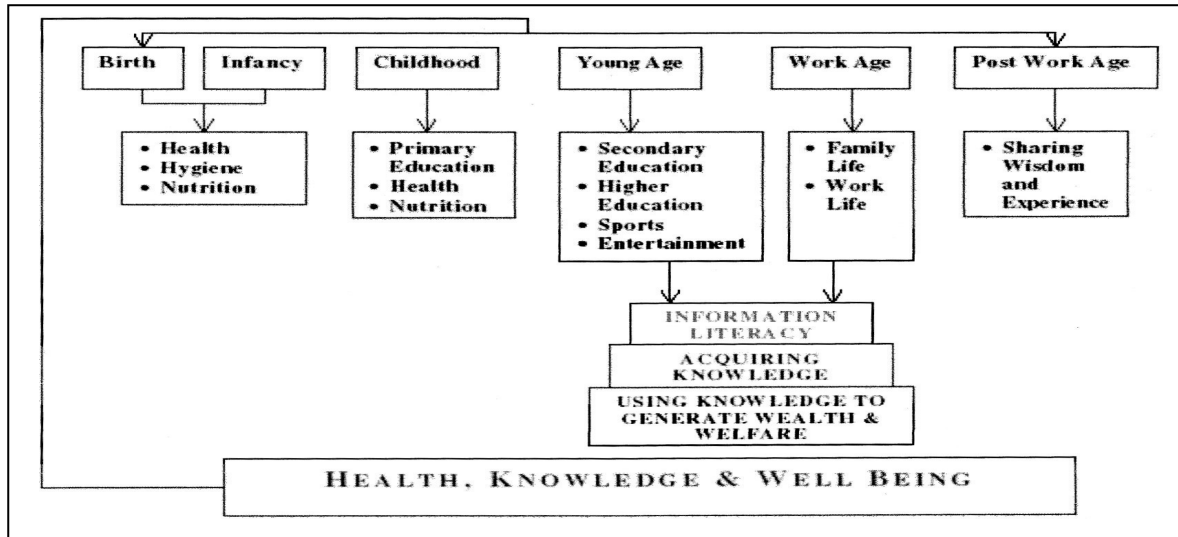 Birth
Infancy
Childhood
Young Age
Work Age
Post Work Age
• Health
• Hygiene
• Nutrition
• Primary
Education
• Health
• Nutrition
• Secondary
Education
• Higher
Education
• Sports
• Entertainment
• Family
Life
• Work
Life
• Sharing
Wisdom
and
Experience
INFORMATION
LITERACY
ACQUIRING
KNOWLEDGE
USING KNOWLEDGE TO
GENERATE WEALTH &
WELFARE
HEALTH, KNOWLEDGE & WELL BEING